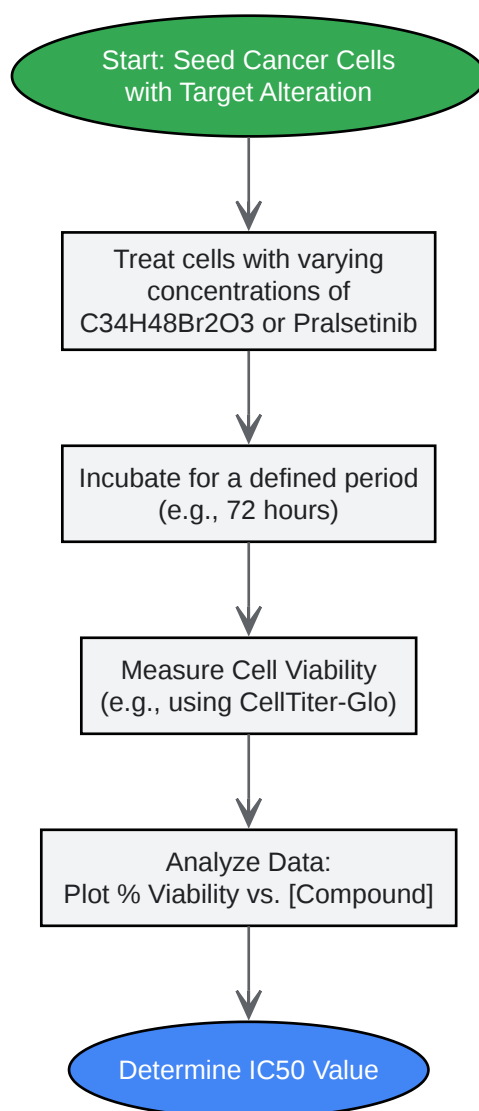 Start: Seed Cancer Cells
with Target Alteration
Treat cells with varying
concentrations of
C34H48Br2O3 or Pralsetinib
Incubate for a defined period
(e.g., 72 hours)
Measure Cell Viability
(e.g., using CellTiter-Glo)
Analyze Data:
Plot % Viability vs. [Compound]
Determine IC50 Value